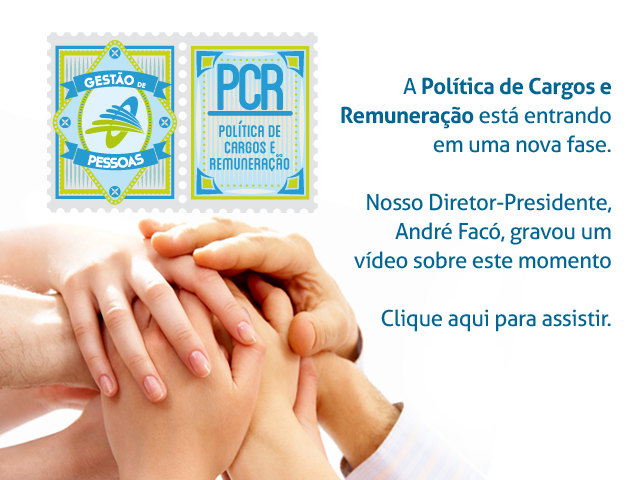 GESTÃO DE
PESSOAS
PCR
POLÍTICA DE
CARGOS E
REMUNERAÇÃO
A Política de Cargos e
Remuneração está entrando
em uma nova fase.
Nosso Diretor-Presidente,
André Facó, gravou um
vídeo sobre este momento
Clique aqui para assistir.